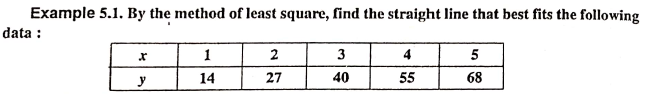 Example 5.1. By the method of least square, find the straight line that best fits the following
data :
x 1 2 3 4 5
y 14 27 40 55 68